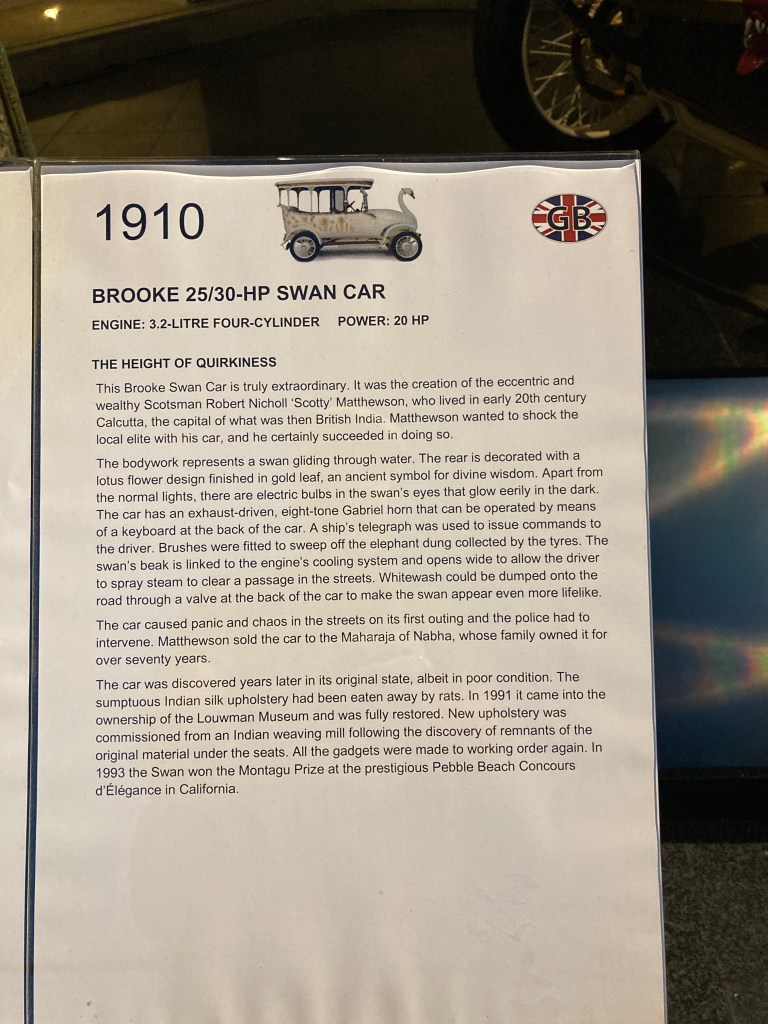 1910
GB
BROOKE 25/30-HP SWAN CAR
ENGINE: 3.2-LITRE FOUR-CYLINDER POWER: 20 HP
THE HEIGHT OF QUIRKINESS
This Brooke Swan Car is truly extraordinary. It was the creation of the eccentric and
wealthy Scotsman Robert Nicholl ‘Scotty’ Matthewson, who lived in early 20th century
Calcutta, the capital of what was then British India. Matthewson wanted to shock the
local elite with his car, and he certainly succeeded in doing so.
The bodywork represents a swan gliding through water. The rear is decorated with a
lotus flower design finished in gold leaf, an ancient symbol for divine wisdom. Apart from
the normal lights, there are electric bulbs in the swan’s eyes that glow eerily in the dark.
The car has an exhaust-driven, eight-tone Gabriel horn that can be operated by means
of a keyboard at the back of the car. A ship’s telegraph was used to issue commands to
the driver. Brushes were fitted to sweep off the elephant dung collected by the tyres. The
swan’s beak is linked to the engine’s cooling system and opens wide to allow the driver
to spray steam to clear a passage in the streets. Whitewash could be dumped onto the
road through a valve at the back of the car to make the swan appear even more lifelike.
The car caused panic and chaos in the streets on its first outing and the police had to
intervene. Matthewson sold the car to the Maharaja of Nabha, whose family owned it for
over seventy years.
The car was discovered years later in its original state, albeit in poor condition. The
sumptuous Indian silk upholstery had been eaten away by rats. In 1991 it came into the
ownership of the Louwman Museum and was fully restored. New upholstery was
commissioned from an Indian weaving mill following the discovery of remnants of the
original material under the seats. All the gadgets were made to working order again. In
1993 the Swan won the Montagu Prize at the prestigious Pebble Beach Concours
d’Élégance in California.